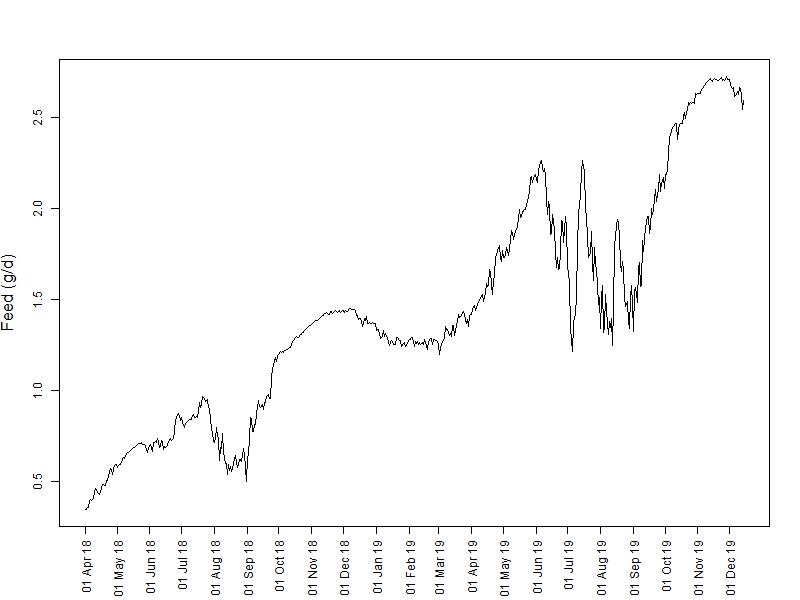 Feed (g/d)
2.5
2.0
1.5
1.0
0.5
01 Apr 18
01 May 18
01 Jun 18
01 Jul 18
01 Aug 18
01 Sep 18
01 Oct 18
01 Nov 18
01 Dec 18
01 Jan 19
01 Feb 19
01 Mar 19
01 Apr 19
01 May 19
01 Jun 19
01 Jul 19
01 Aug 19
01 Sep 19
01 Oct 19
01 Nov 19
01 Dec 19